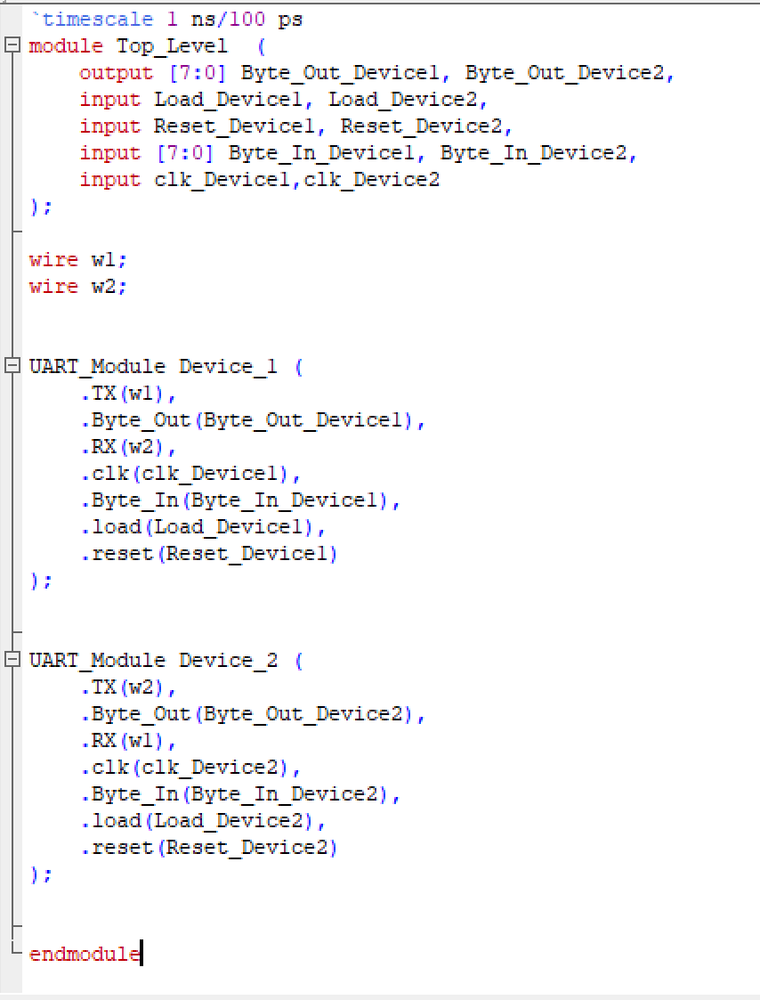 `timescale 1 ns/100 ps
module Top_Level  (
    output [7:0] Byte_Out_Device1, Byte_Out_Device2,
    input Load_Device1, Load_Device2,
    input Reset_Device1, Reset_Device2,
    input [7:0] Byte_In_Device1, Byte_In_Device2,
    input clk_Device1,clk_Device2
);
wire w1;
wire w2;
UART_Module Device_1 (
    .TX(w1),
    .Byte_Out(Byte_Out_Device1),
    .RX(w2),
    .clk(clk_Device1),
    .Byte_In(Byte_In_Device1),
    .load(Load_Device1),
    .reset(Reset_Device1)
);
UART_Module Device_2 (
    .TX(w2),
    .Byte_Out(Byte_Out_Device2),
    .RX(w1),
    .clk(clk_Device2),
    .Byte_In(Byte_In_Device2),
    .load(Load_Device2),
    .reset(Reset_Device2)
);
endmodule